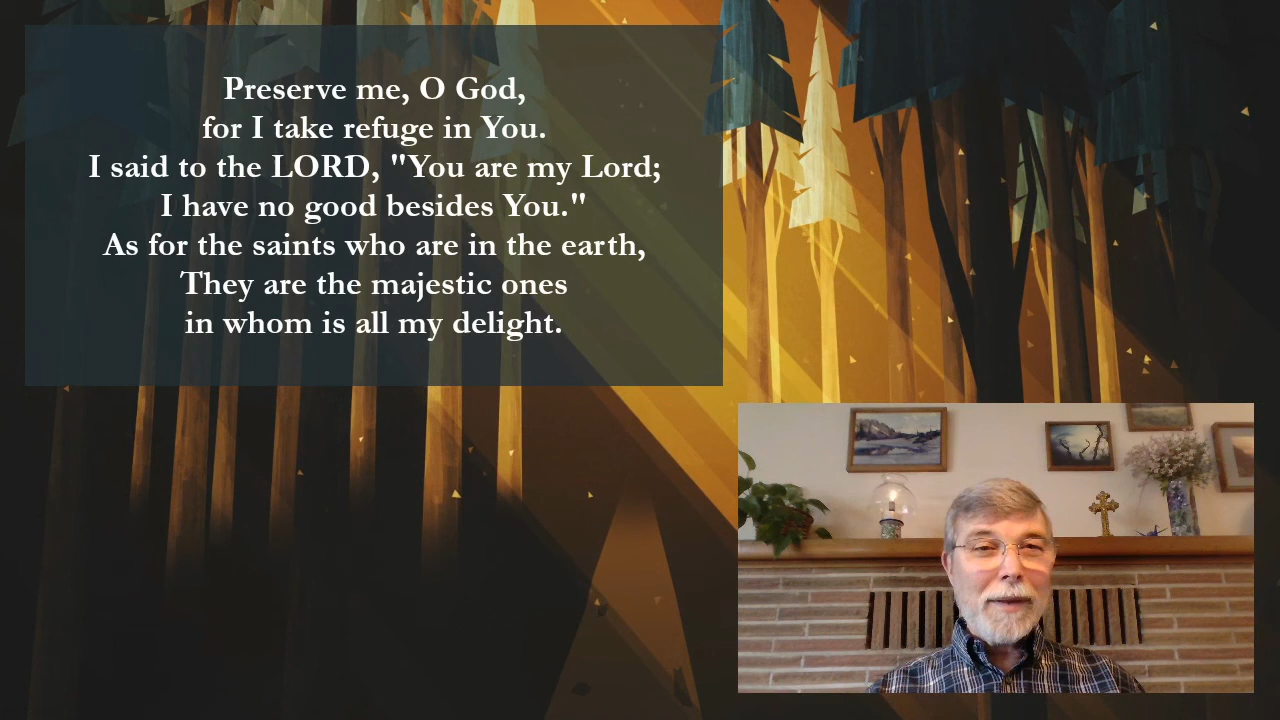 Preserve me, O God,
for I take refuge in You.
I said to the LORD, "You are my Lord;
I have no good besides You."
As for the saints who are in the earth,
They are the majestic ones
in whom is all my delight.